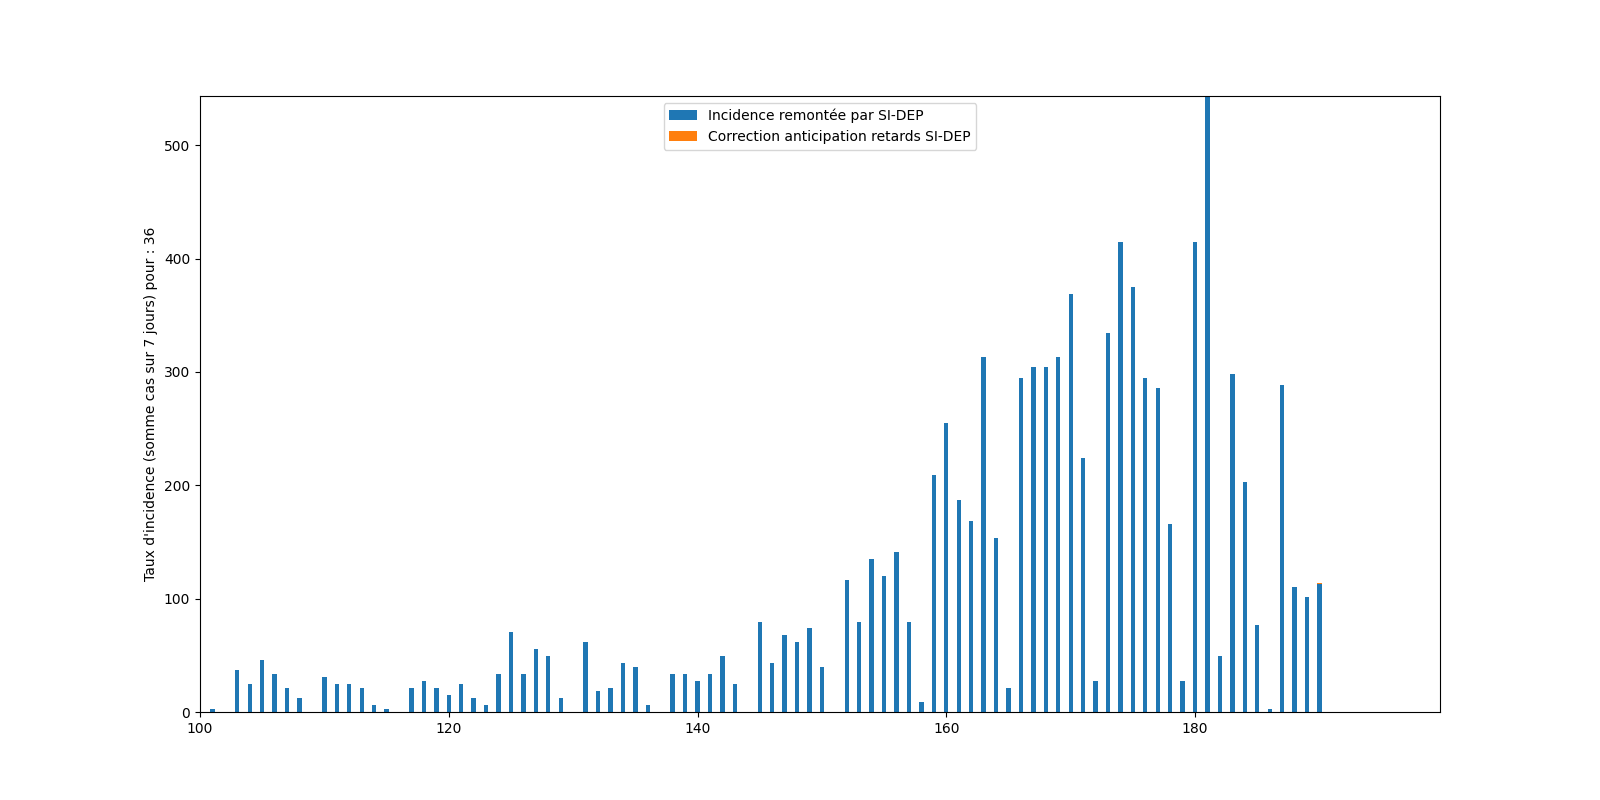 Incidence remontée par SI-DEP
Correction anticipation retards SI-DEP
Taux d'incidence (somme cas sur 7 jours) pour : 36
500
400
300
200
100
0
100 120 140 160 180